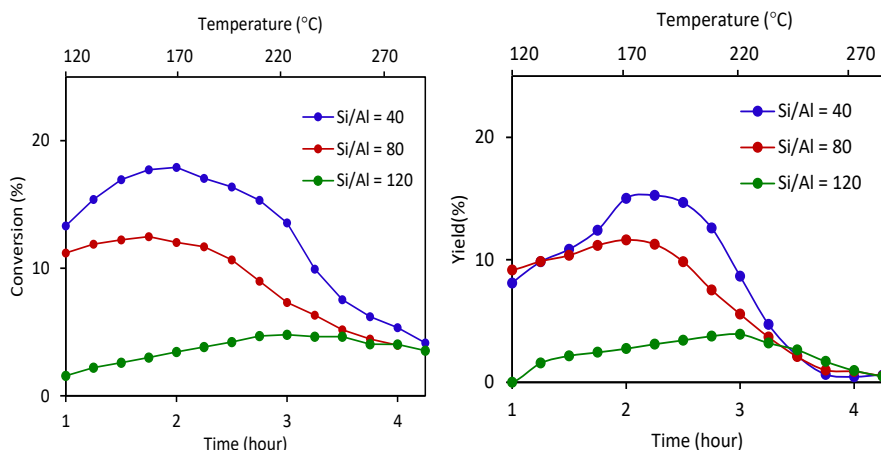 Temperature (°C)
120 170 220 270
Conversion (%)
20
10
0
Si/Al = 40
Si/Al = 80
Si/Al = 120
1 2 3 4
Time (hour)
Temperature (°C)
120 170 220 270
Yield(%)
20
10
0
Si/Al = 40
Si/Al = 80
Si/Al = 120
1 2 3 4
Time (hour)